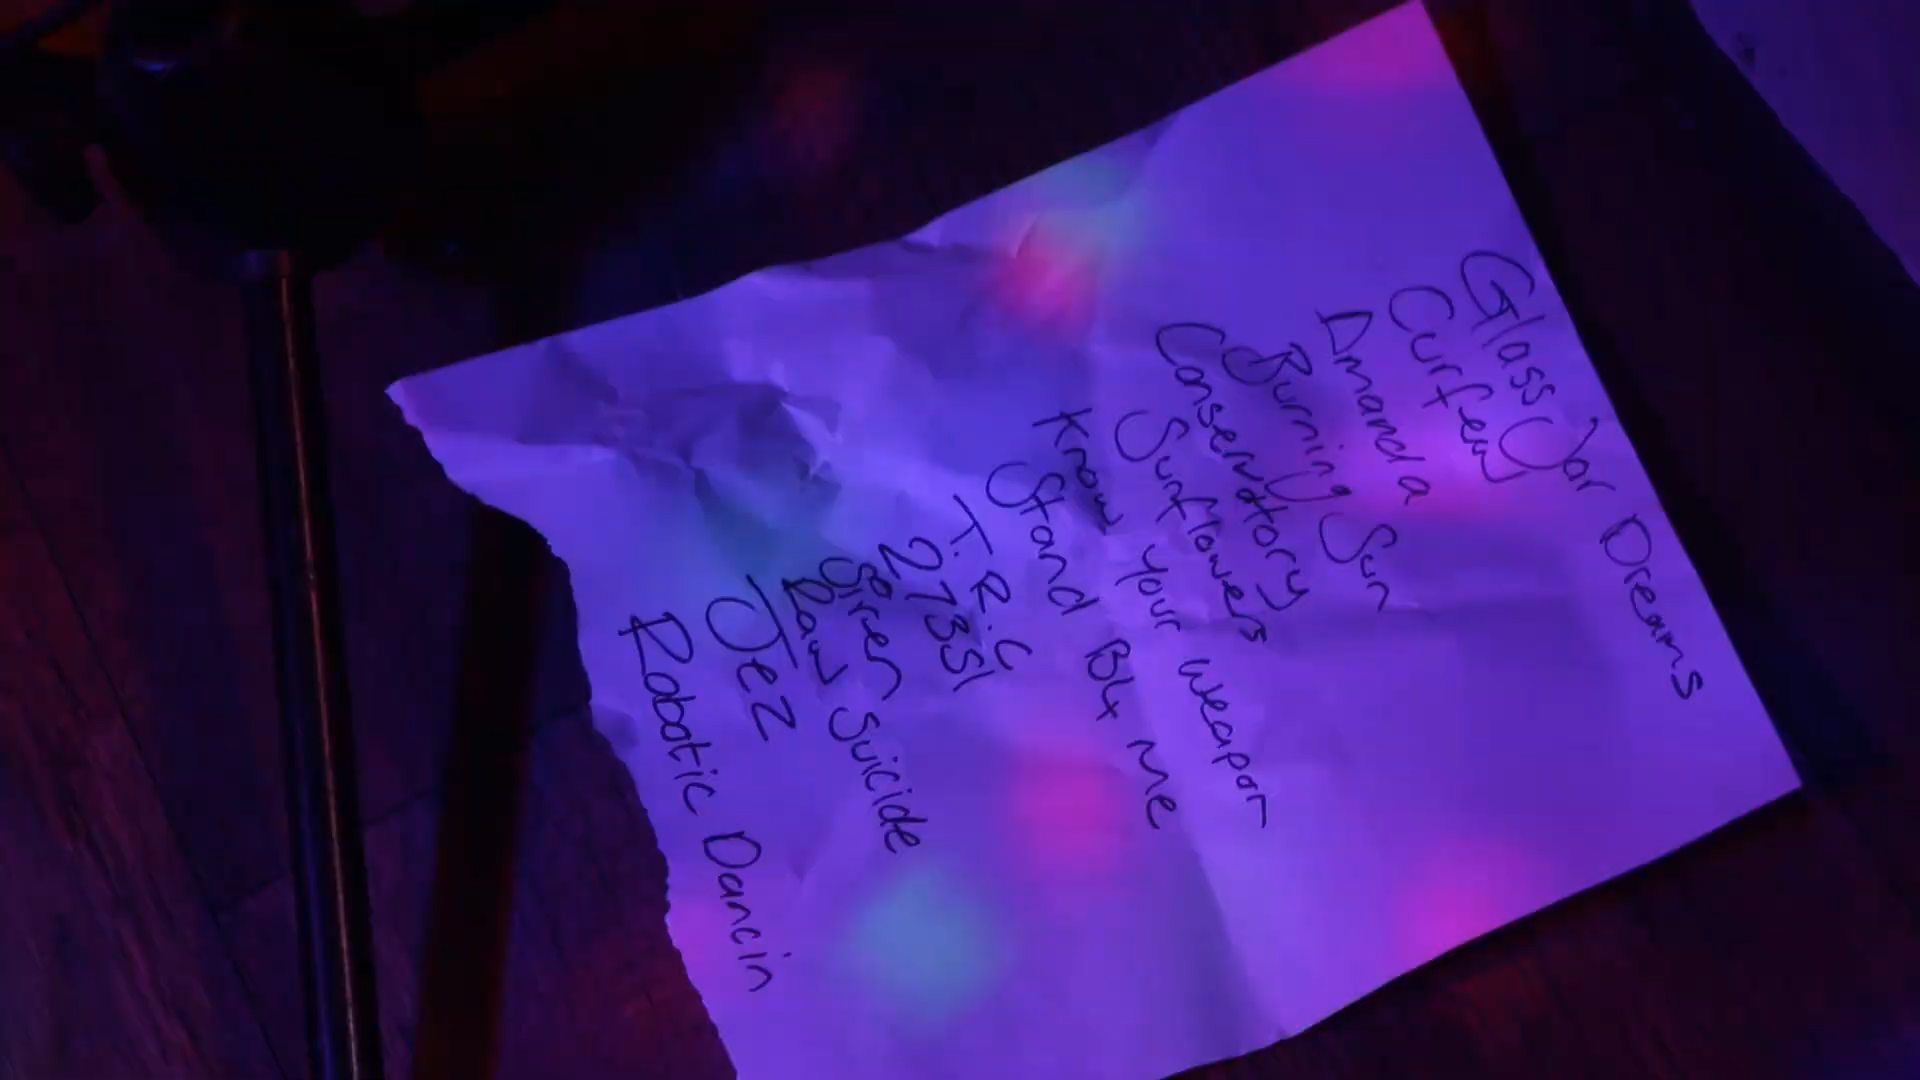 Glass Jar Dreams
Curfew
Amanda
Burning Sun
Conservatory
Sunflowers
Know your weapon
Stand B4 Me
T.R.C
27351
Siren Suicide
Raw
Jez
Robotic Dancin